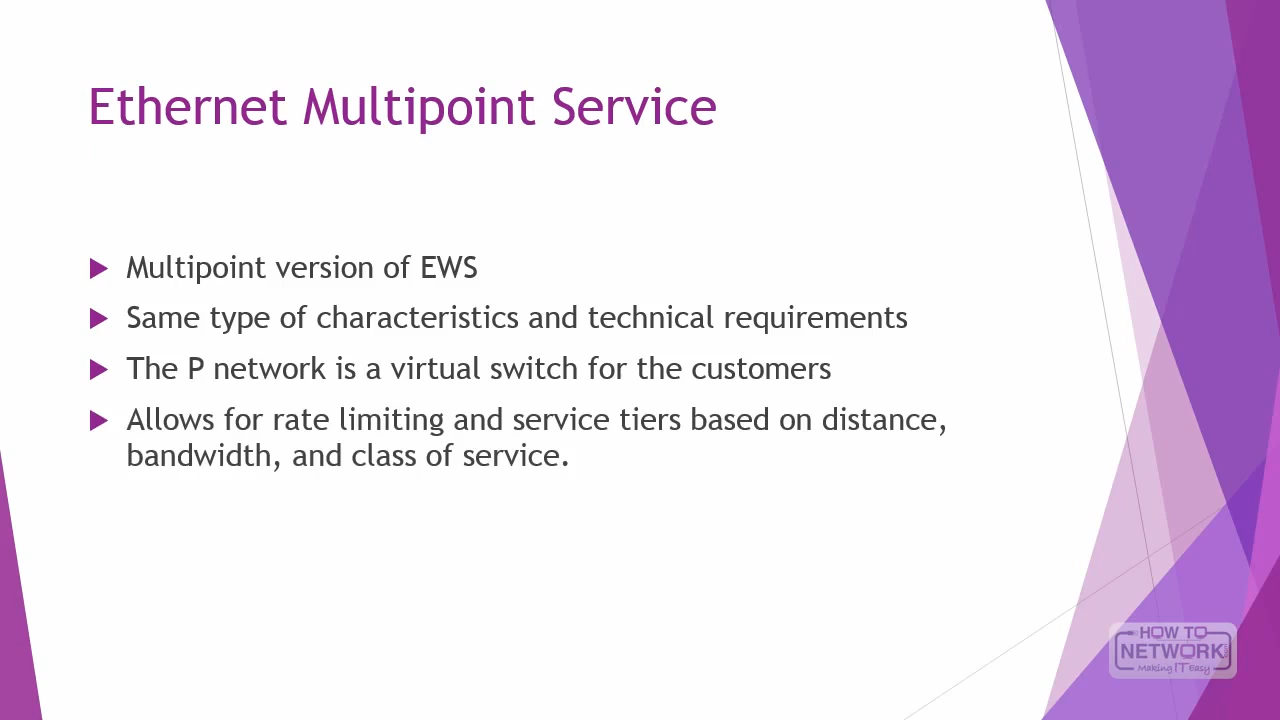 Ethernet Multipoint Service
Multipoint version of EWS
Same type of characteristics and technical requirements
The P network is a virtual switch for the customers
Allows for rate limiting and service tiers based on distance,
bandwidth, and class of service.
HOW TO
NETWORK
Making IT Easy